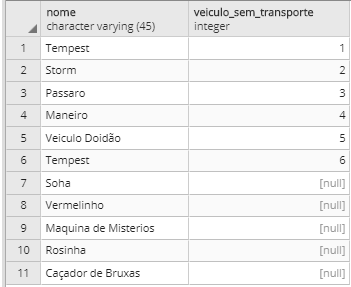 nome veiculo_sem_transporte
character varying (45) integer
1 Tempest 1
2 Storm 2
3 Passaro 3
4 Maneiro 4
5 Veiculo Doidão 5
6 Tempest 6
7 Soha [null]
8 Vermelinho [null]
9 Maquina de Misterios [null]
10 Rosinha [null]
11 Caçador de Bruxas [null]